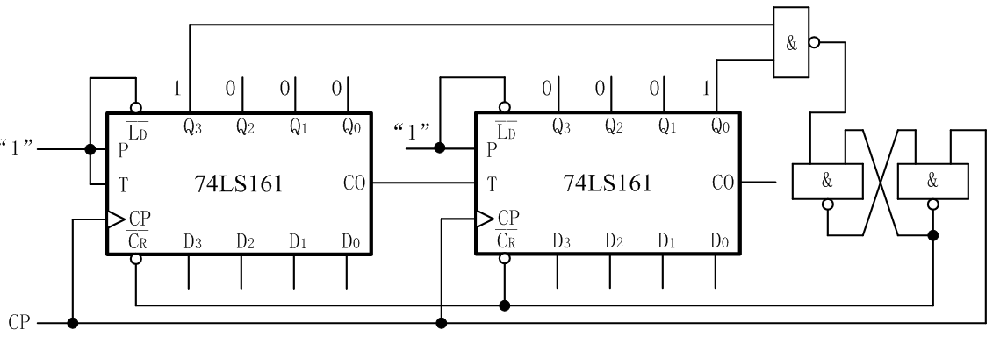 &
1 0 0 0
0 0 0 1
L̅D̅ Q3 Q2 Q1 Q0
L̅D̅ Q3 Q2 Q1 Q0
“1” P
“1” P
& &
T 74LS161 CO
T 74LS161 CO
CP
CP
C̅R̅ D3 D2 D1 D0
C̅R̅ D3 D2 D1 D0
CP